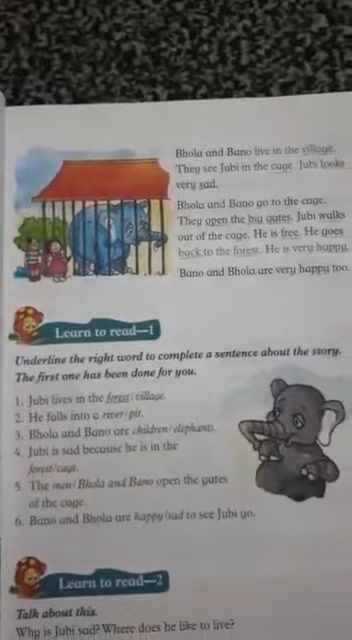 Bhola and Bano live in the village.
They see Jubi in the cage. Jubi looks
very sad.
Bhola and Bano go to the cage.
They open the big gates. Jubi walks
out of the cage. He is free. He goes
back to the forest. He is very happy.
Bano and Bhola are very happy too.
Learn to read—1
Underline the right word to complete a sentence about the story.
The first one has been done for you.
1. Jubi lives in the forest/village.
2. He falls into a river/pit.
3. Bhola and Bano are children/elephants.
4. Jubi is sad because he is in the
forest/cage.
5. The men/Bhola and Bano open the gates
of the cage.
6. Bano and Bhola are happy/sad to see Jubi go.
Learn to read—2
Talk about this.
Why is Jubi sad? Where does he like to live?